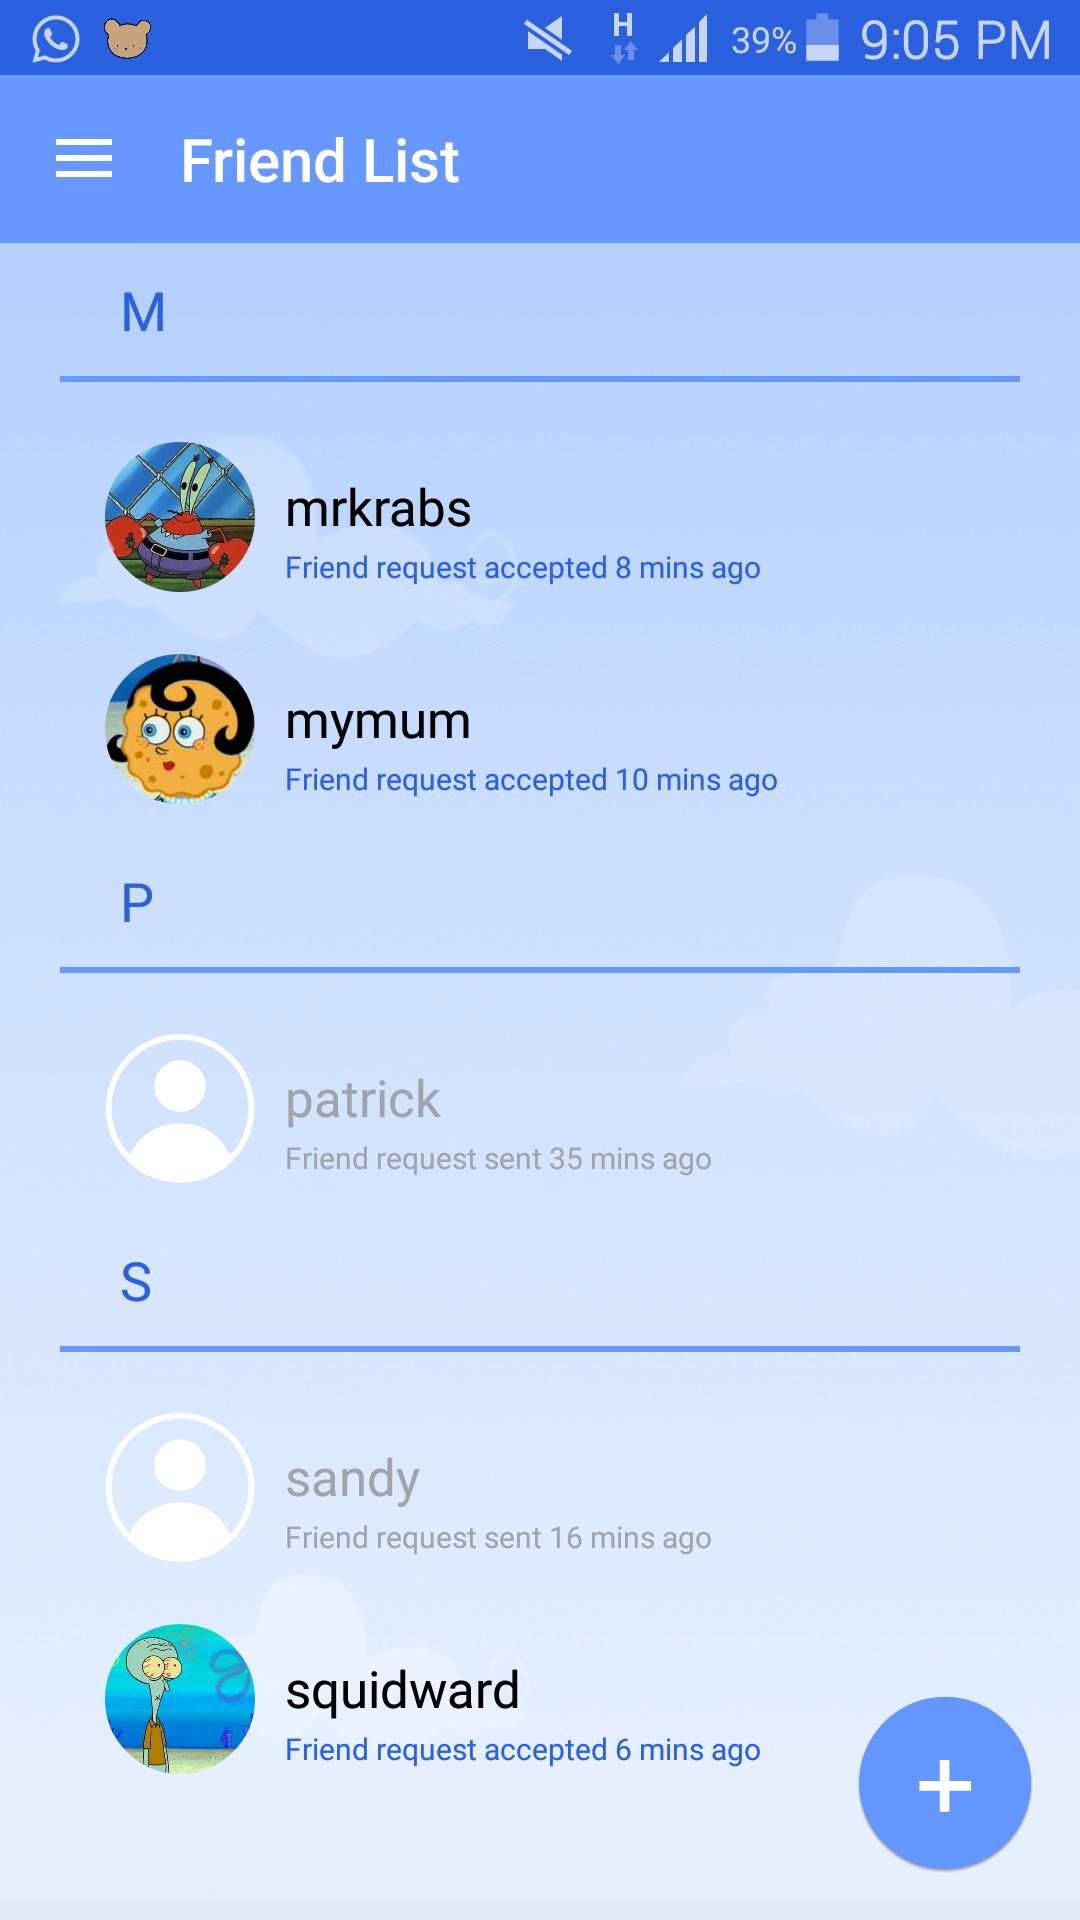 H 39% 9:05 PM
Friend List
M
mrkrabs
Friend request accepted 8 mins ago
mymum
Friend request accepted 10 mins ago
P
patrick
Friend request sent 35 mins ago
S
sandy
Friend request sent 16 mins ago
squidward
Friend request accepted 6 mins ago
+